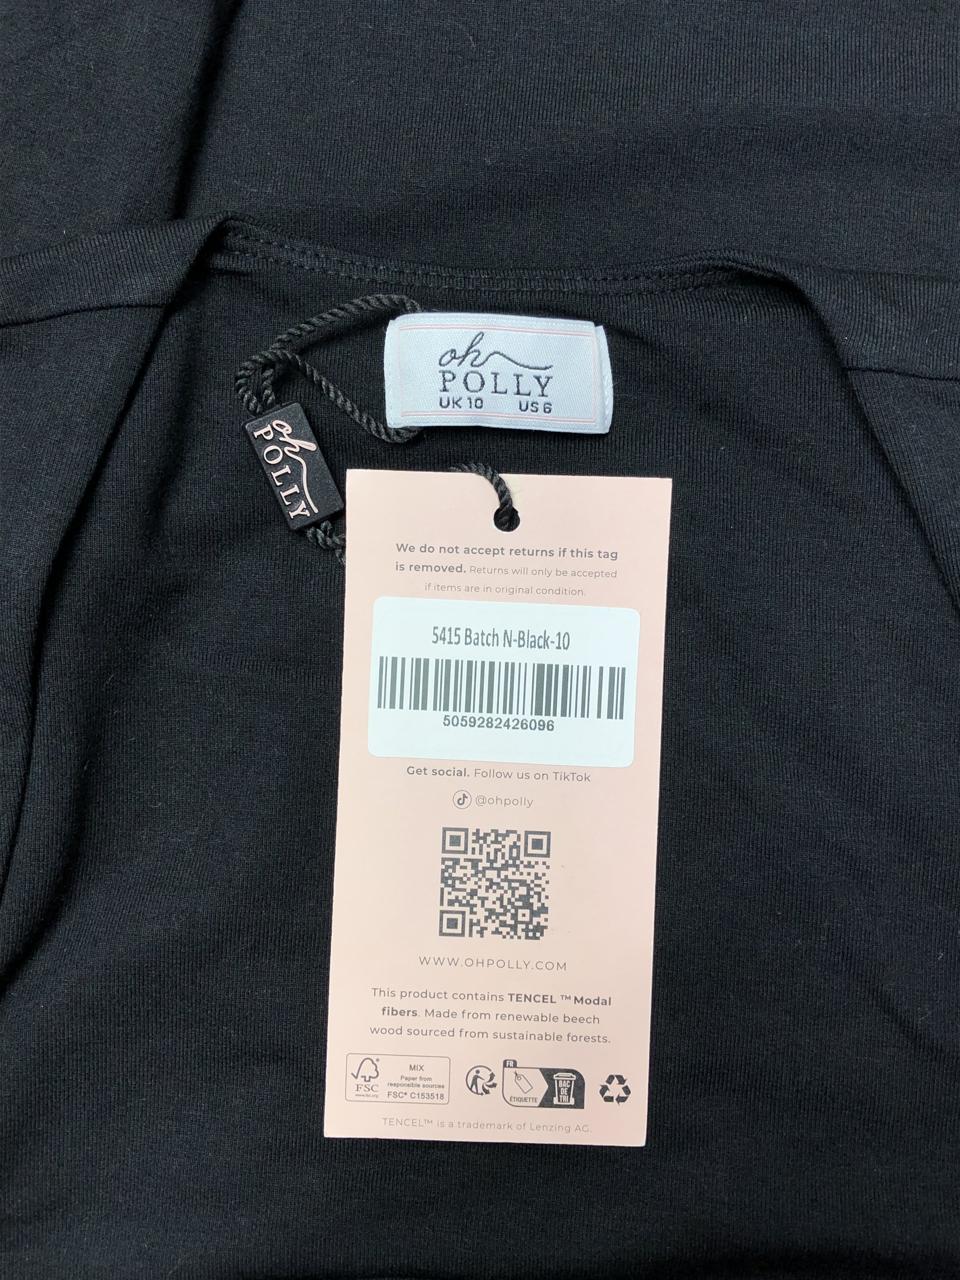 oh
POLLY
UK 10 US 6
oh
POLLY
We do not accept returns if this tag
is removed. Returns will only be accepted
if items are in original condition.
5415 Batch N-Black-10
5059282426096
Get social. Follow us on TikTok
@ohpolly
WWW.OHPOLLY.COM
This product contains TENCEL ™ Modal
fibers. Made from renewable beech
wood sourced from sustainable forests.
FSC
www.fsc.org
MIX
Paper from
responsible sources
FSC® C153518
FR
ÉTIQUETTE
BAC
DE
TRI
TENCEL™ is a trademark of Lenzing AG.